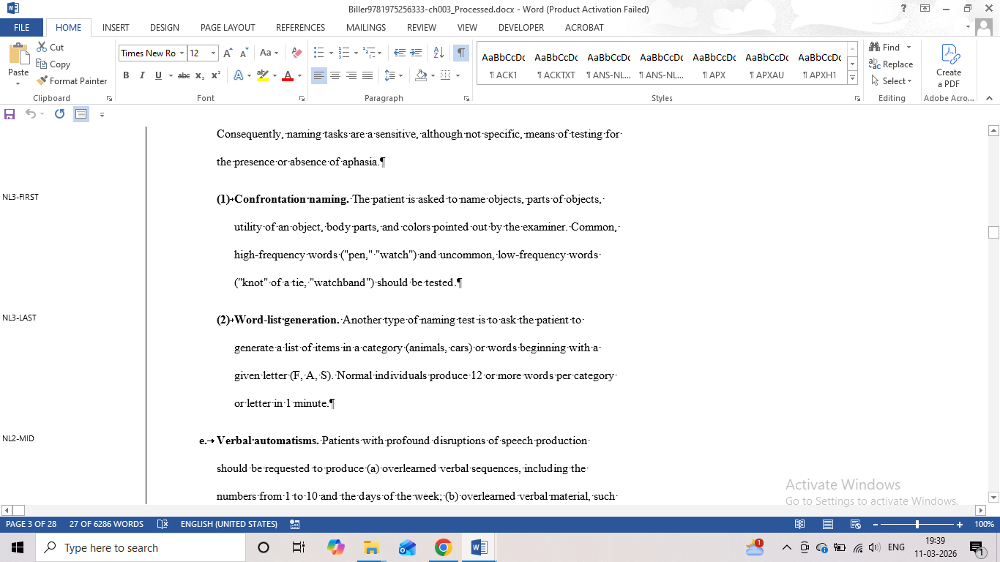 Biller9781975256333-ch003_Processed.docx - Word (Product Activation Failed)
FILE HOME INSERT DESIGN PAGE LAYOUT REFERENCES MAILINGS REVIEW VIEW DEVELOPER ACROBAT
Paste
Cut
Copy
Format Painter
Clipboard
Times New Ro 12
Font
Paragraph
AaBbCcDc AaBbCcDc AaBbCcDc AaBbCcDc AaBbCcDc AaBbCcDc AaBbCcDc
¶ ACK1 ¶ ACKTXT ¶ ANS-NL... ¶ ANS-NL... ¶ APX ¶ APXAU ¶ APXH1
Styles
Find
Replace
Select
Editing
Create
a PDF
Adobe Acro...
Consequently, naming tasks are a sensitive, although not specific, means of testing for
the presence or absence of aphasia.¶
NL3-FIRST
(1) Confrontation naming. The patient is asked to name objects, parts of objects,
utility of an object, body parts, and colors pointed out by the examiner. Common,
high-frequency words ("pen," "watch") and uncommon, low-frequency words
("knot" of a tie, "watchband") should be tested.¶
NL3-LAST
(2) Word-list generation. Another type of naming test is to ask the patient to
generate a list of items in a category (animals, cars) or words beginning with a
given letter (F, A, S). Normal individuals produce 12 or more words per category
or letter in 1 minute.¶
NL2-MID
e. Verbal automatisms. Patients with profound disruptions of speech production
should be requested to produce (a) overlearned verbal sequences, including the
numbers from 1 to 10 and the days of the week; (b) overlearned verbal material, such
Activate Windows
Go to Settings to activate Windows.
PAGE 3 OF 28 27 OF 6286 WORDS ENGLISH (UNITED STATES) 100%
Type here to search
1
ENG
19:39
11-03-2026
1